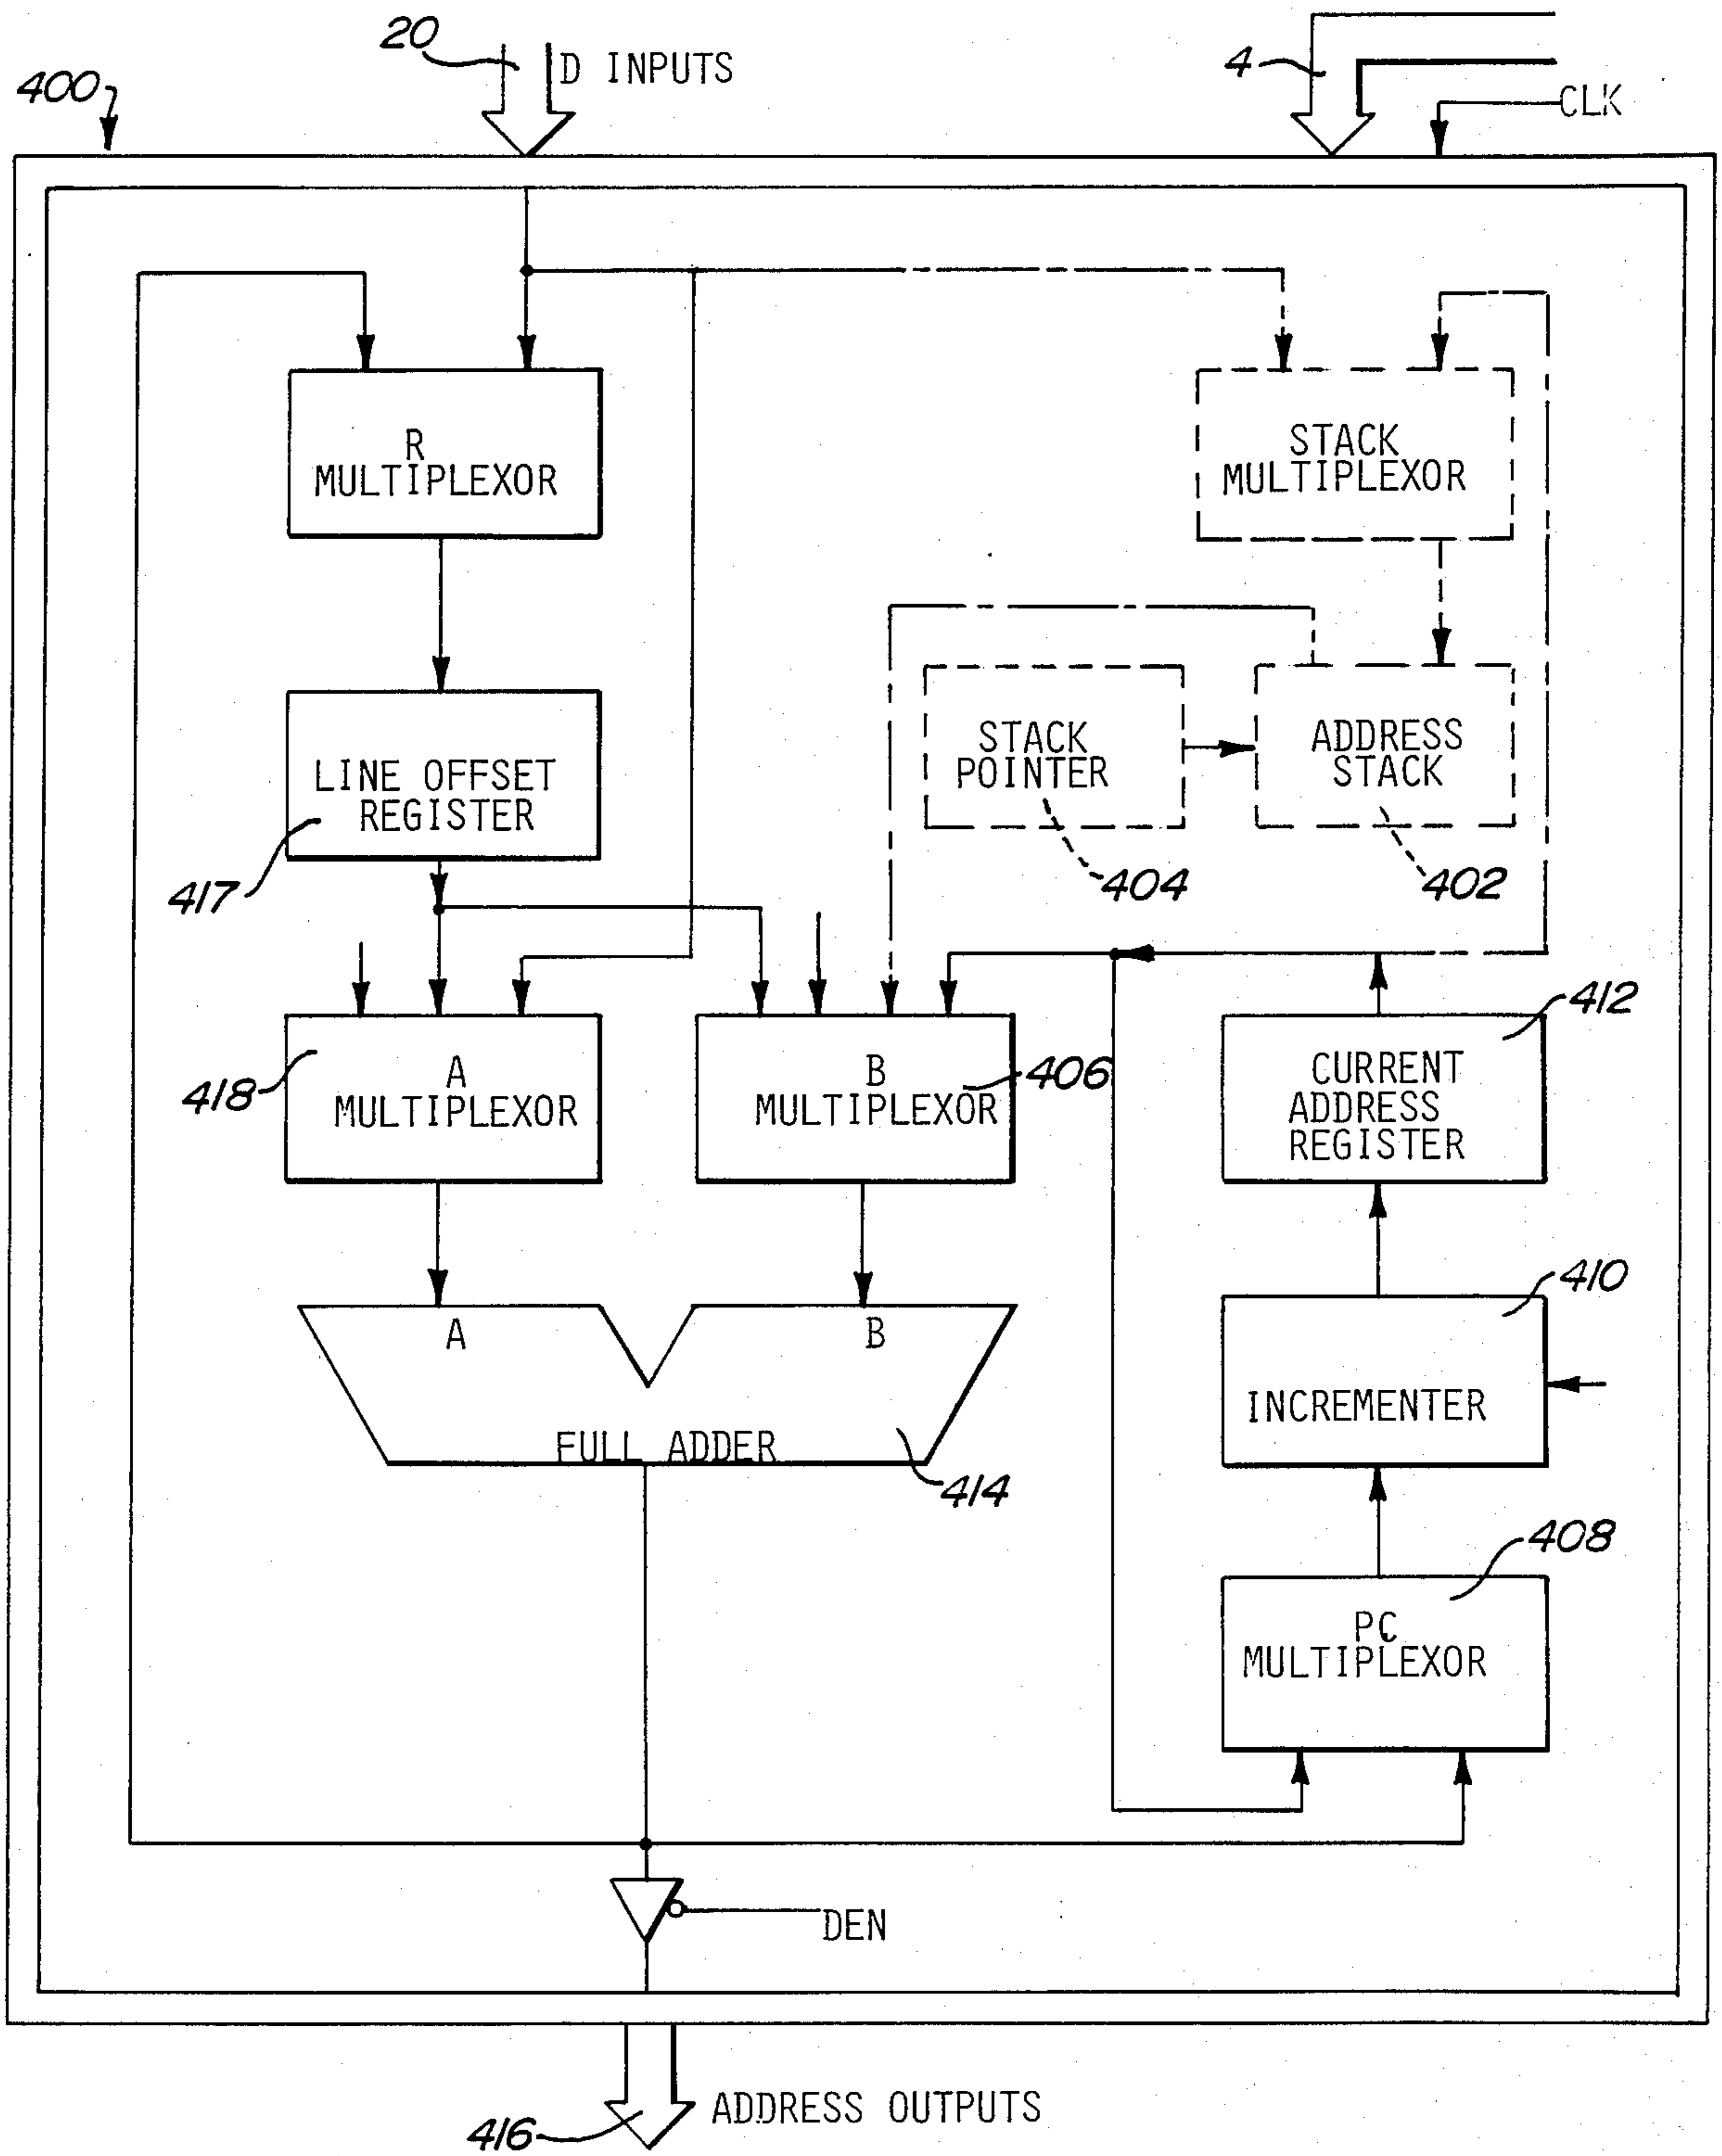 20
D INPUTS
4
CLK
400
R
MULTIPLEXOR
STACK
MULTIPLEXOR
LINE OFFSET
REGISTER
417
STACK
POINTER
404
ADDRESS
STACK
402
418
A
MULTIPLEXOR
B
MULTIPLEXOR
406
412
CURRENT
ADDRESS
REGISTER
410
INCREMENTER
A
B
FULL ADDER
414
408
PC
MULTIPLEXOR
DEN
416
ADDRESS OUTPUTS